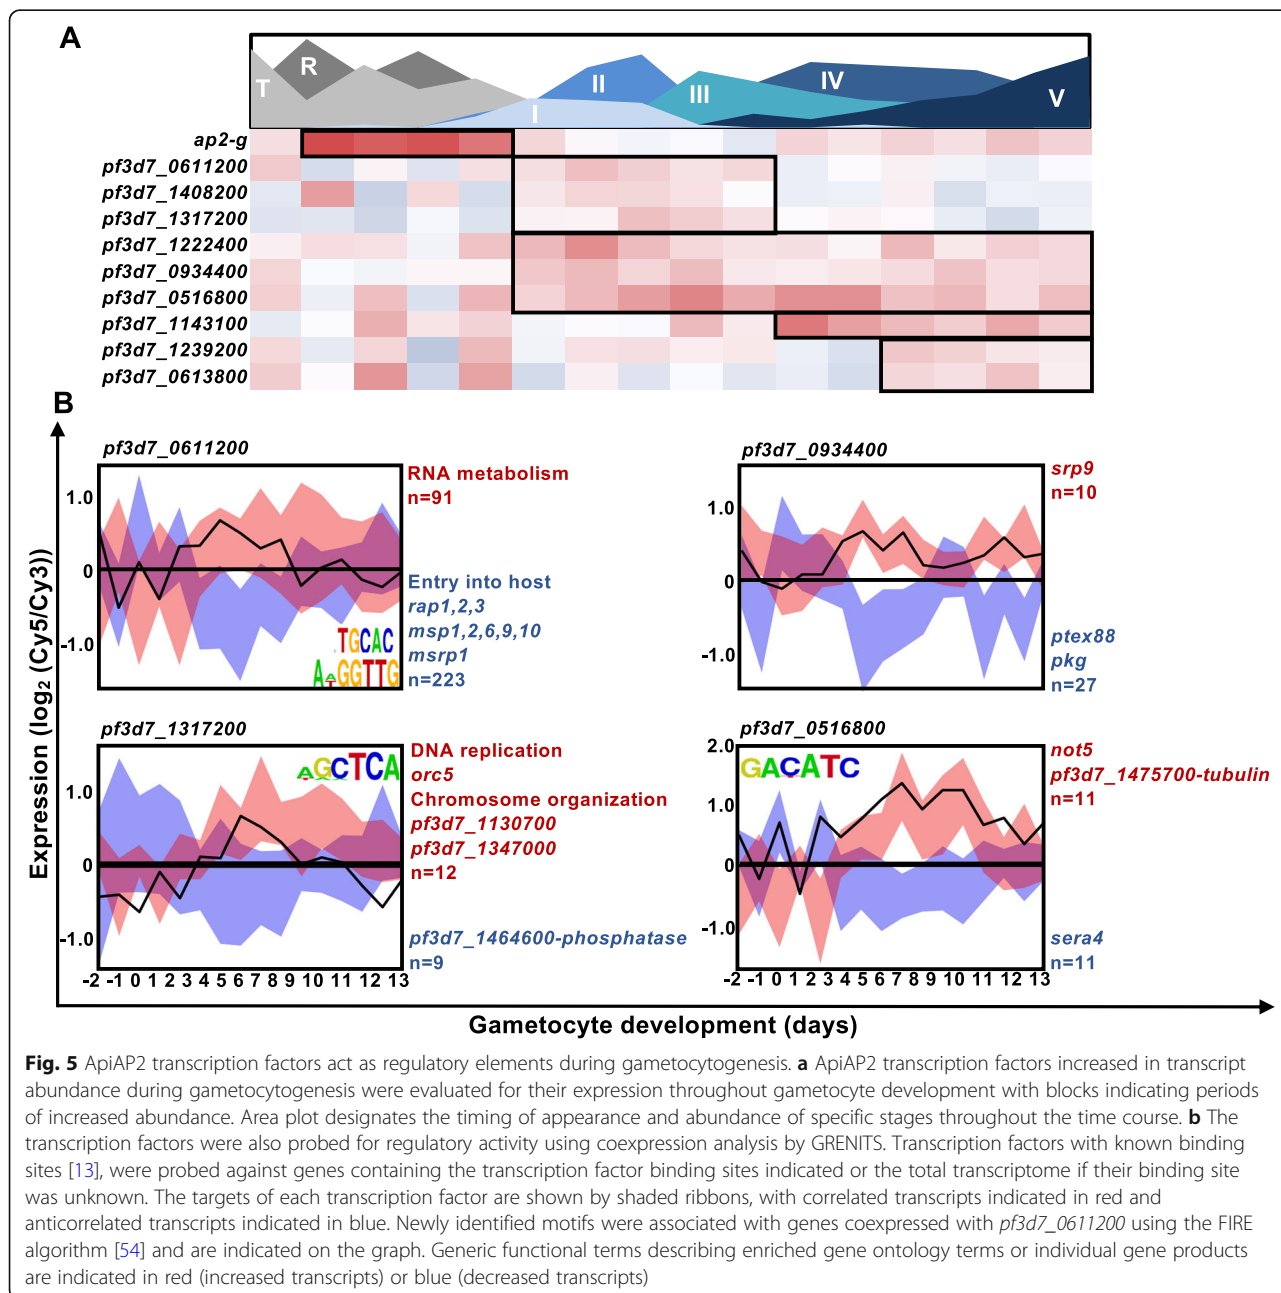 A
T
R
I
II
III
IV
V
ap2-g
pf3d7_0611200
pf3d7_1408200
pf3d7_1317200
pf3d7_1222400
pf3d7_0934400
pf3d7_0516800
pf3d7_1143100
pf3d7_1239200
pf3d7_0613800
B
Expression (log2 (Cy5/Cy3))
pf3d7_0611200
1.0
0
-1.0
RNA metabolism
n=91
Entry into host
rap1,2,3
msp1,2,6,9,10
msrp1
n=223
TGCAC
AAGGTTG
pf3d7_0934400
1.0
0
-1.0
srp9
n=10
ptex88
pkg
n=27
pf3d7_1317200
1.0
0
-1.0
AGCTCA
DNA replication
orc5
Chromosome organization
pf3d7_1130700
pf3d7_1347000
n=12
pf3d7_1464600-phosphatase
n=9
-2 -1 0 1 2 3 4 5 6 7 8 9 10 11 12 13
pf3d7_0516800
2.0
1.0
0
-1.0
GACATC
not5
pf3d7_1475700-tubulin
n=11
sera4
n=11
-2 -1 0 1 2 3 4 5 6 7 8 9 10 11 12 13
Gametocyte development (days)
Fig. 5 ApiAP2 transcription factors act as regulatory elements during gametocytogenesis. a ApiAP2 transcription factors increased in transcript
abundance during gametocytogenesis were evaluated for their expression throughout gametocyte development with blocks indicating periods
of increased abundance. Area plot designates the timing of appearance and abundance of specific stages throughout the time course. b The
transcription factors were also probed for regulatory activity using coexpression analysis by GRENITS. Transcription factors with known binding
sites [13], were probed against genes containing the transcription factor binding sites indicated or the total transcriptome if their binding site
was unknown. The targets of each transcription factor are shown by shaded ribbons, with correlated transcripts indicated in red and
anticorrelated transcripts indicated in blue. Newly identified motifs were associated with genes coexpressed with pf3d7_0611200 using the FIRE
algorithm [54] and are indicated on the graph. Generic functional terms describing enriched gene ontology terms or individual gene products
are indicated in red (increased transcripts) or blue (decreased transcripts)